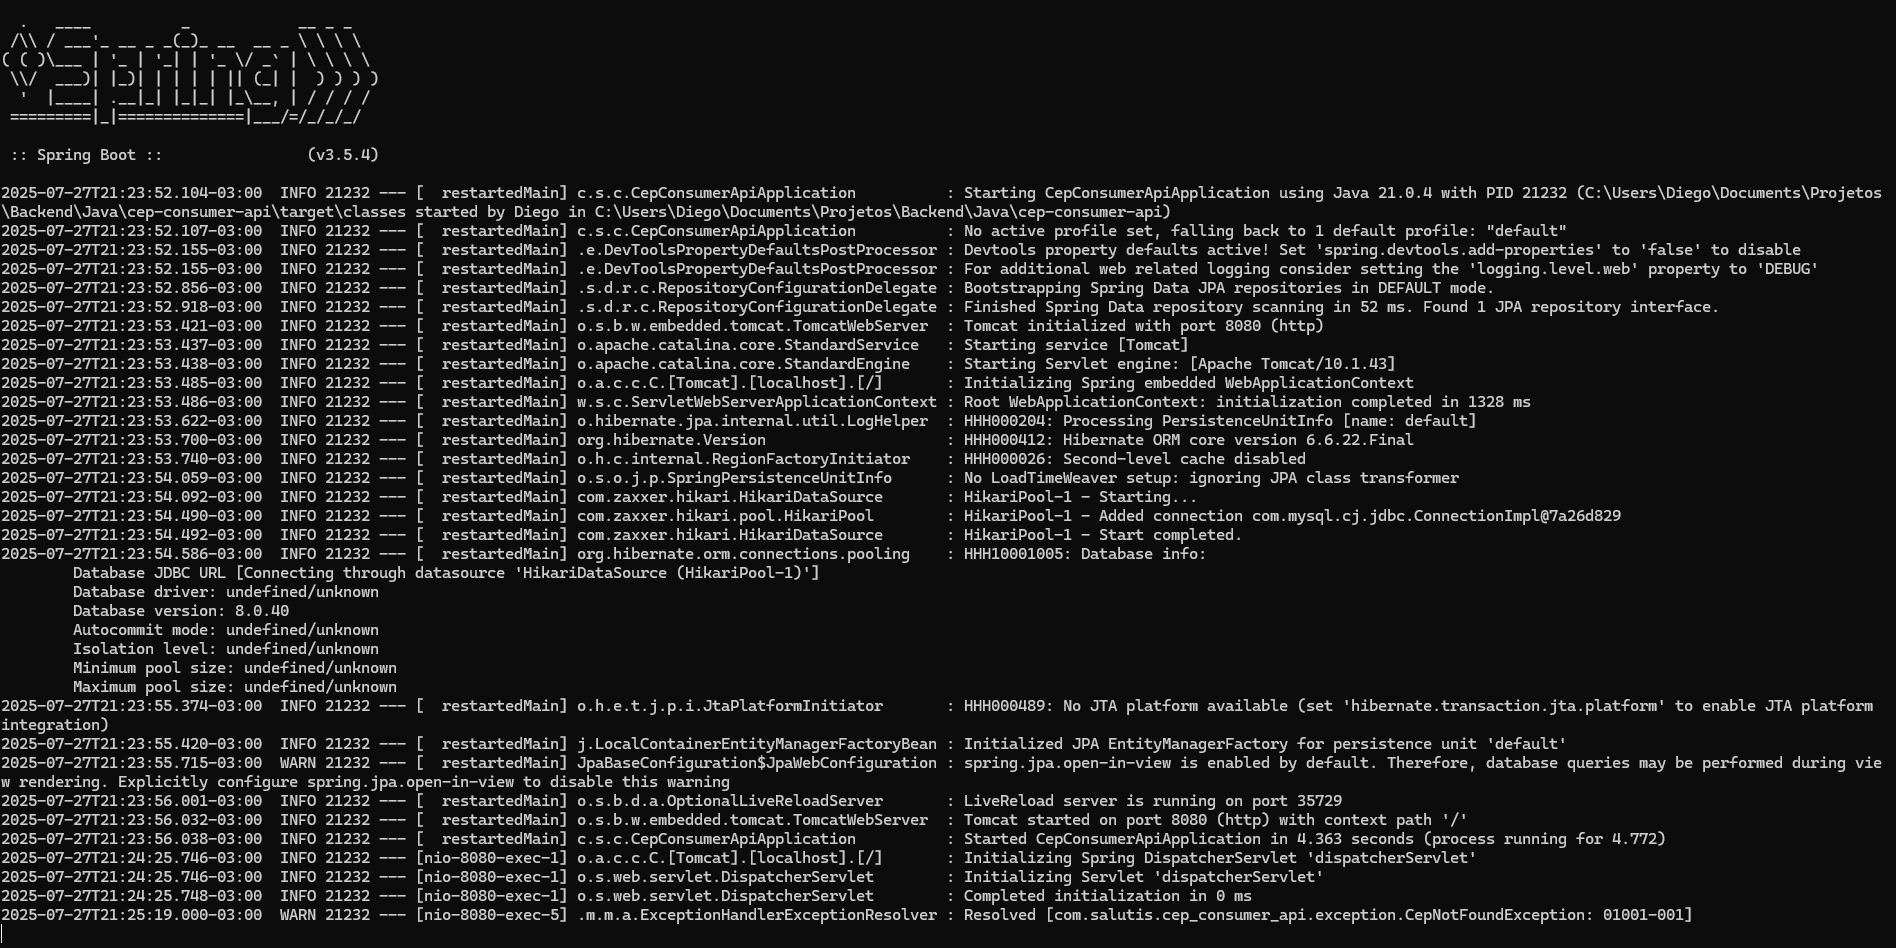 .   ____          _            __ _ _
 /\\ / ___'_ __ _ _(_)_ __  __ _ \ \ \ \
( ( )\___ | '_ | '_| | '_ \/ _` | \ \ \ \
 \\/  ___)| |_)| | | | | || (_| |  ) ) ) )
  '  |____| .__|_| |_|_| |_\__, | / / / /
 =========|_|==============|___/=/_/_/_/

 :: Spring Boot ::                (v3.5.4)

2025-07-27T21:23:52.104-03:00  INFO 21232 --- [  restartedMain] c.s.c.CepConsumerApiApplication          : Starting CepConsumerApiApplication using Java 21.0.4 with PID 21232 (C:\Users\Diego\Documents\Projetos
\Backend\Java\cep-consumer-api\target\classes started by Diego in C:\Users\Diego\Documents\Projetos\Backend\Java\cep-consumer-api)
2025-07-27T21:23:52.107-03:00  INFO 21232 --- [  restartedMain] c.s.c.CepConsumerApiApplication          : No active profile set, falling back to 1 default profile: "default"
2025-07-27T21:23:52.155-03:00  INFO 21232 --- [  restartedMain] .e.DevToolsPropertyDefaultsPostProcessor : Devtools property defaults active! Set 'spring.devtools.add-properties' to 'false' to disable
2025-07-27T21:23:52.155-03:00  INFO 21232 --- [  restartedMain] .e.DevToolsPropertyDefaultsPostProcessor : For additional web related logging consider setting the 'logging.level.web' property to 'DEBUG'
2025-07-27T21:23:52.856-03:00  INFO 21232 --- [  restartedMain] .s.d.r.c.RepositoryConfigurationDelegate : Bootstrapping Spring Data JPA repositories in DEFAULT mode.
2025-07-27T21:23:52.918-03:00  INFO 21232 --- [  restartedMain] .s.d.r.c.RepositoryConfigurationDelegate : Finished Spring Data repository scanning in 52 ms. Found 1 JPA repository interface.
2025-07-27T21:23:53.421-03:00  INFO 21232 --- [  restartedMain] o.s.b.w.embedded.tomcat.TomcatWebServer  : Tomcat initialized with port 8080 (http)
2025-07-27T21:23:53.437-03:00  INFO 21232 --- [  restartedMain] o.apache.catalina.core.StandardService   : Starting service [Tomcat]
2025-07-27T21:23:53.438-03:00  INFO 21232 --- [  restartedMain] o.apache.catalina.core.StandardEngine    : Starting Servlet engine: [Apache Tomcat/10.1.43]
2025-07-27T21:23:53.485-03:00  INFO 21232 --- [  restartedMain] o.a.c.c.C.[Tomcat].[localhost].[/]       : Initializing Spring embedded WebApplicationContext
2025-07-27T21:23:53.486-03:00  INFO 21232 --- [  restartedMain] w.s.c.ServletWebServerApplicationContext : Root WebApplicationContext: initialization completed in 1328 ms
2025-07-27T21:23:53.622-03:00  INFO 21232 --- [  restartedMain] o.hibernate.jpa.internal.util.LogHelper  : HHH000204: Processing PersistenceUnitInfo [name: default]
2025-07-27T21:23:53.700-03:00  INFO 21232 --- [  restartedMain] org.hibernate.Version                    : HHH000412: Hibernate ORM core version 6.6.22.Final
2025-07-27T21:23:53.740-03:00  INFO 21232 --- [  restartedMain] o.h.c.internal.RegionFactoryInitiator    : HHH000026: Second-level cache disabled
2025-07-27T21:23:54.059-03:00  INFO 21232 --- [  restartedMain] o.s.o.j.p.SpringPersistenceUnitInfo      : No LoadTimeWeaver setup: ignoring JPA class transformer
2025-07-27T21:23:54.092-03:00  INFO 21232 --- [  restartedMain] com.zaxxer.hikari.HikariDataSource       : HikariPool-1 - Starting...
2025-07-27T21:23:54.490-03:00  INFO 21232 --- [  restartedMain] com.zaxxer.hikari.pool.HikariPool        : HikariPool-1 - Added connection com.mysql.cj.jdbc.ConnectionImpl@7a26d829
2025-07-27T21:23:54.492-03:00  INFO 21232 --- [  restartedMain] com.zaxxer.hikari.HikariDataSource       : HikariPool-1 - Start completed.
2025-07-27T21:23:54.586-03:00  INFO 21232 --- [  restartedMain] org.hibernate.orm.connections.pooling    : HHH10001005: Database info:
        Database JDBC URL [Connecting through datasource 'HikariDataSource (HikariPool-1)']
        Database driver: undefined/unknown
        Database version: 8.0.40
        Autocommit mode: undefined/unknown
        Isolation level: undefined/unknown
        Minimum pool size: undefined/unknown
        Maximum pool size: undefined/unknown
2025-07-27T21:23:55.374-03:00  INFO 21232 --- [  restartedMain] o.h.e.t.j.p.i.JtaPlatformInitiator       : HHH000489: No JTA platform available (set 'hibernate.transaction.jta.platform' to enable JTA platform
integration)
2025-07-27T21:23:55.420-03:00  INFO 21232 --- [  restartedMain] j.LocalContainerEntityManagerFactoryBean : Initialized JPA EntityManagerFactory for persistence unit 'default'
2025-07-27T21:23:55.715-03:00  WARN 21232 --- [  restartedMain] JpaBaseConfiguration$JpaWebConfiguration : spring.jpa.open-in-view is enabled by default. Therefore, database queries may be performed during vie
w rendering. Explicitly configure spring.jpa.open-in-view to disable this warning
2025-07-27T21:23:56.001-03:00  INFO 21232 --- [  restartedMain] o.s.b.d.a.OptionalLiveReloadServer       : LiveReload server is running on port 35729
2025-07-27T21:23:56.032-03:00  INFO 21232 --- [  restartedMain] o.s.b.w.embedded.tomcat.TomcatWebServer  : Tomcat started on port 8080 (http) with context path '/'
2025-07-27T21:23:56.038-03:00  INFO 21232 --- [  restartedMain] c.s.c.CepConsumerApiApplication          : Started CepConsumerApiApplication in 4.363 seconds (process running for 4.772)
2025-07-27T21:24:25.746-03:00  INFO 21232 --- [nio-8080-exec-1] o.a.c.c.C.[Tomcat].[localhost].[/]       : Initializing Spring DispatcherServlet 'dispatcherServlet'
2025-07-27T21:24:25.746-03:00  INFO 21232 --- [nio-8080-exec-1] o.s.web.servlet.DispatcherServlet        : Initializing Servlet 'dispatcherServlet'
2025-07-27T21:24:25.748-03:00  INFO 21232 --- [nio-8080-exec-1] o.s.web.servlet.DispatcherServlet        : Completed initialization in 0 ms
2025-07-27T21:25:19.000-03:00  WARN 21232 --- [nio-8080-exec-5] .m.m.a.ExceptionHandlerExceptionResolver : Resolved [com.salutis.cep_consumer_api.exception.CepNotFoundException: 01001-001]